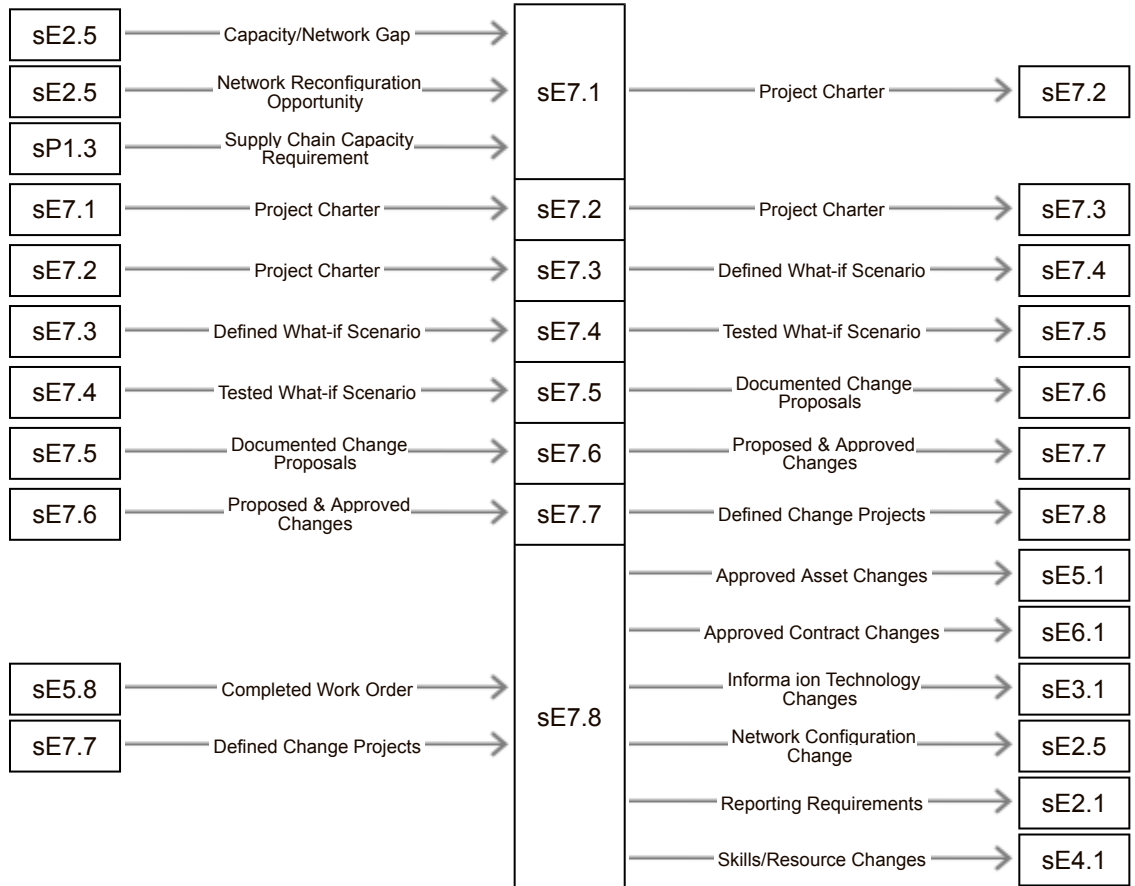 sE2.5
Capacity/Network Gap
sE2.5
Network Reconfiguration
Opportunity
sP1.3
Supply Chain Capacity
Requirement
sE7.1
Project Charter
sE7.2
sE7.1
Project Charter
sE7.2
Project Charter
sE7.3
sE7.2
Project Charter
sE7.3
Defined What-if Scenario
sE7.4
sE7.3
Defined What-if Scenario
sE7.4
Tested What-if Scenario
sE7.5
sE7.4
Tested What-if Scenario
sE7.5
Documented Change
Proposals
sE7.6
sE7.5
Documented Change
Proposals
sE7.6
Proposed & Approved
Changes
sE7.7
sE7.6
Proposed & Approved
Changes
sE7.7
Defined Change Projects
sE7.8
sE5.8
Completed Work Order
sE7.7
Defined Change Projects
sE7.8
Approved Asset Changes
sE5.1
Approved Contract Changes
sE6.1
Informa ion Technology
Changes
sE3.1
Network Configuration
Change
sE2.5
Reporting Requirements
sE2.1
Skills/Resource Changes
sE4.1